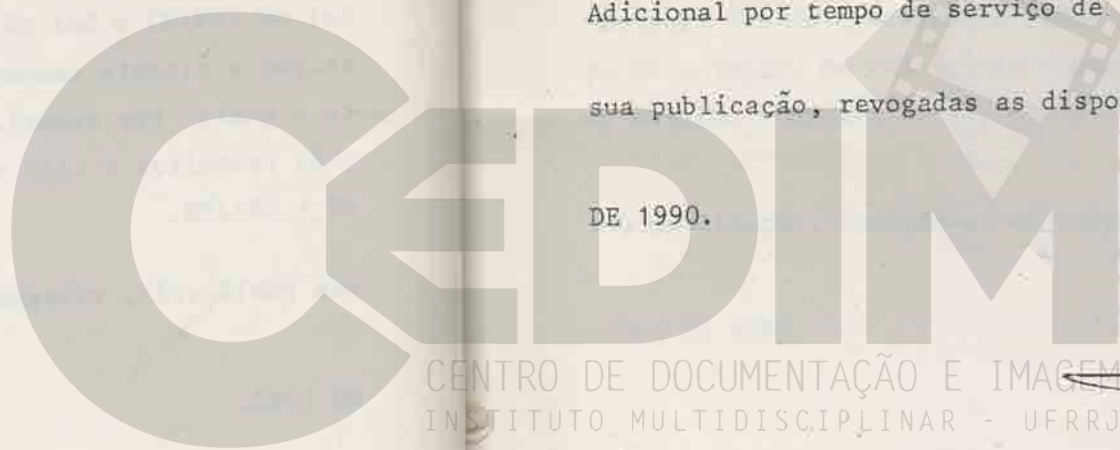 Adicional por tempo de serviço de
sua publicação, revogadas as dispo
DE 1990.
CEDIM
CENTRO DE DOCUMENTAÇÃO E IMAGEM
INSTITUTO MULTIDISCIPLINAR - UFRRJ